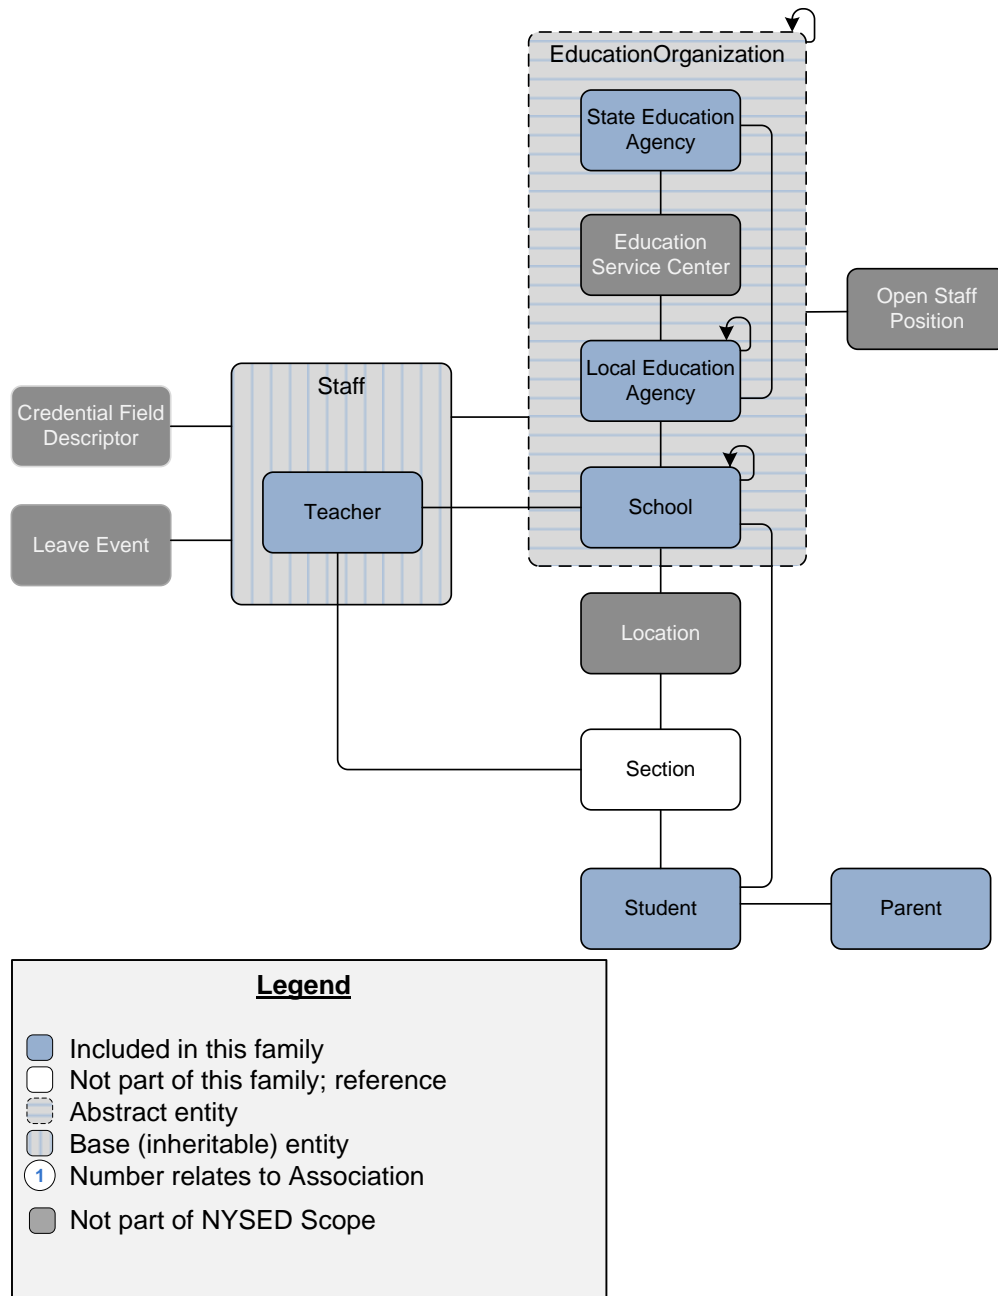 EducationOrganization
State Education
Agency
Education
Service Center
Open Staff
Position
Local Education
Agency
Staff
Credential Field
Descriptor
Teacher
School
Leave Event
Location
Section
Student
Parent
Legend
Included in this family
Not part of this family; reference
Abstract entity
Base (inheritable) entity
1 Number relates to Association
Not part of NYSED Scope